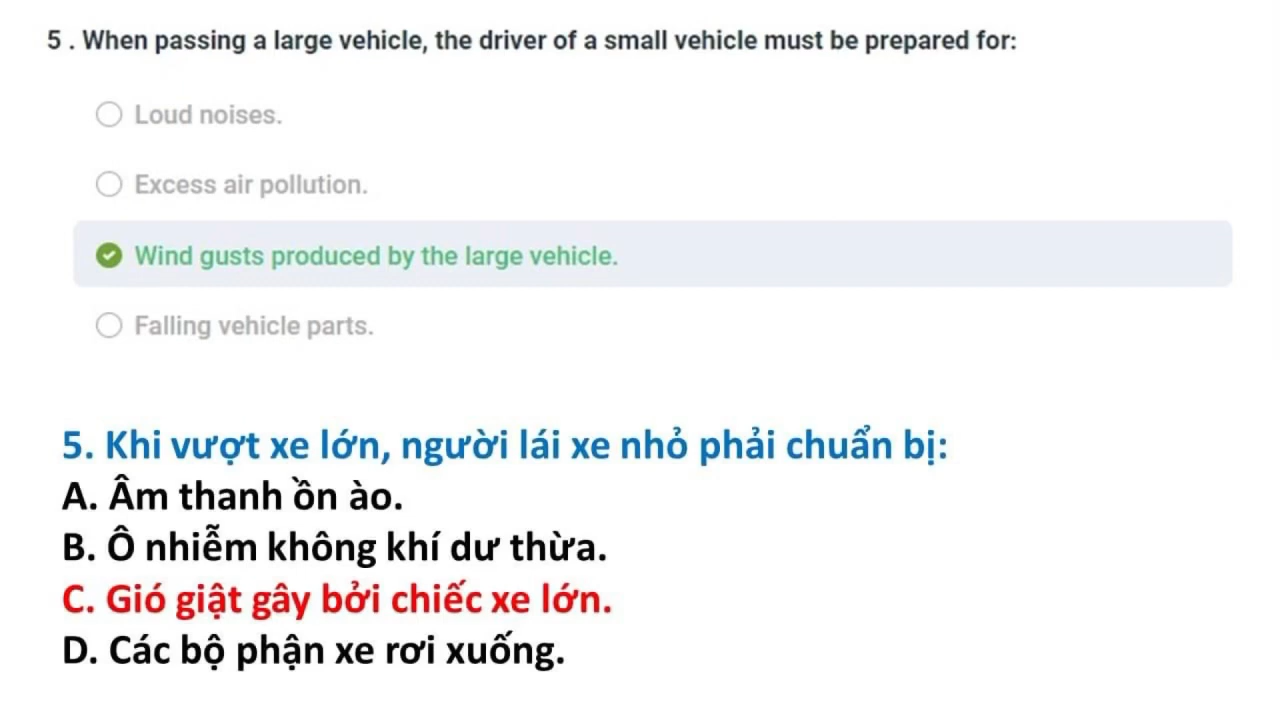 5 . When passing a large vehicle, the driver of a small vehicle must be prepared for:
Loud noises.
Excess air pollution.
Wind gusts produced by the large vehicle.
Falling vehicle parts.
5. Khi vượt xe lớn, người lái xe nhỏ phải chuẩn bị:
A. Âm thanh ồn ào.
B. Ô nhiễm không khí dư thừa.
C. Gió giật gây bởi chiếc xe lớn.
D. Các bộ phận xe rơi xuống.